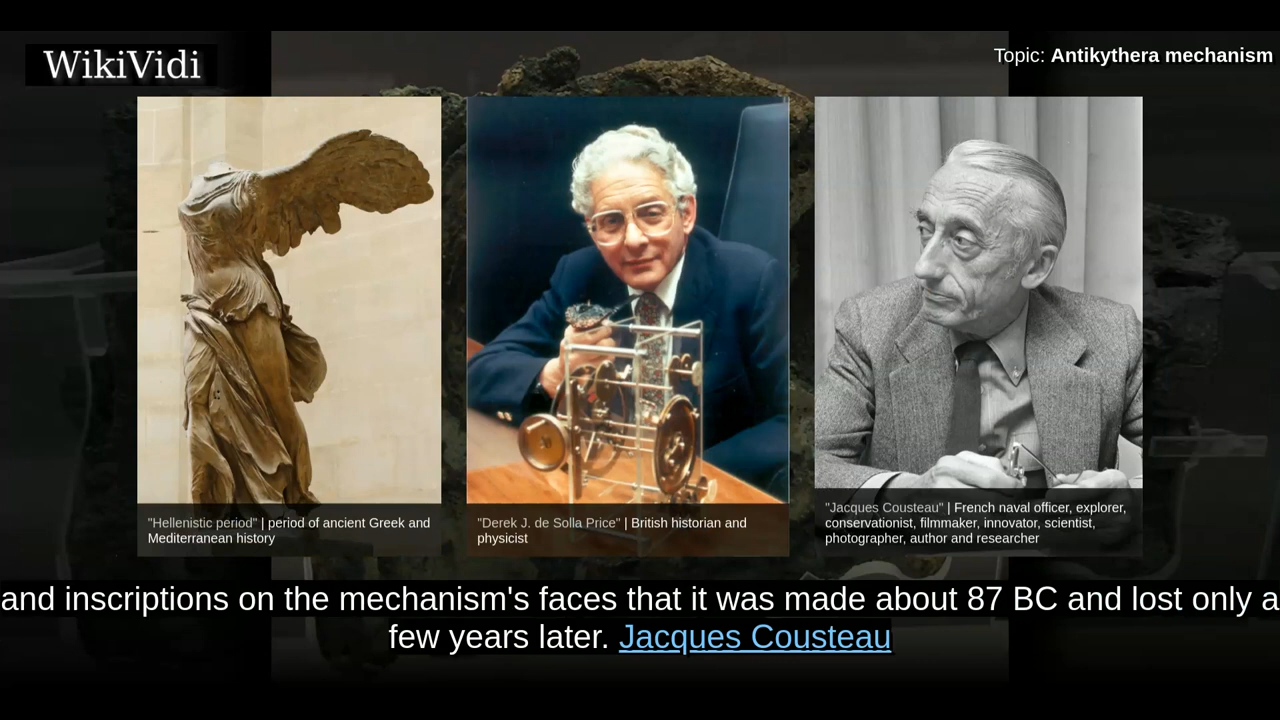 WikiVidi
Topic: Antikythera mechanism
"Hellenistic period" | period of ancient Greek and
Mediterranean history
"Derek J. de Solla Price" | British historian and
physicist
"Jacques Cousteau" | French naval officer, explorer,
conservationist, filmmaker, innovator, scientist,
photographer, author and researcher
and inscriptions on the mechanism's faces that it was made about 87 BC and lost only a
few years later. Jacques Cousteau